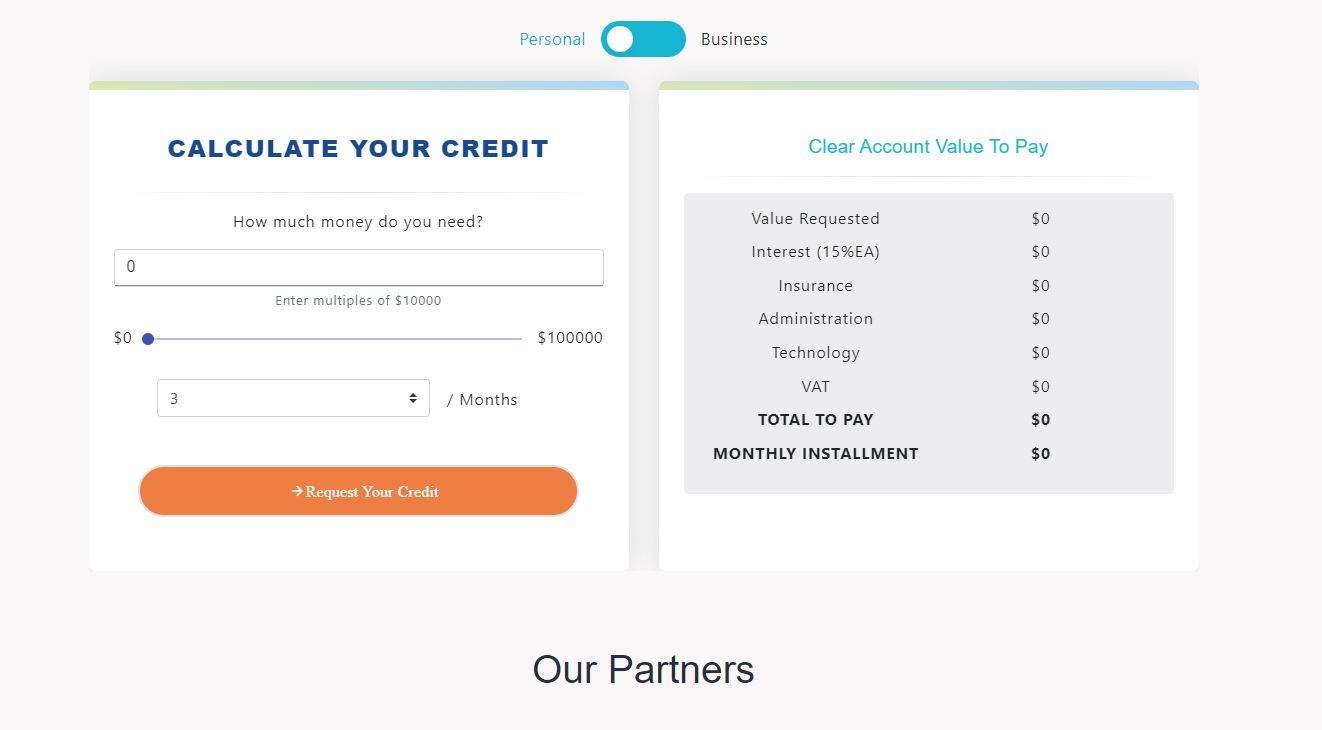 Personal Business
CALCULATE YOUR CREDIT
How much money do you need?
0
Enter multiples of $10000
$0 $100000
3 / Months
→Request Your Credit
Clear Account Value To Pay
Value Requested $0
Interest (15%EA) $0
Insurance $0
Administration $0
Technology $0
VAT $0
TOTAL TO PAY $0
MONTHLY INSTALLMENT $0
Our Partners